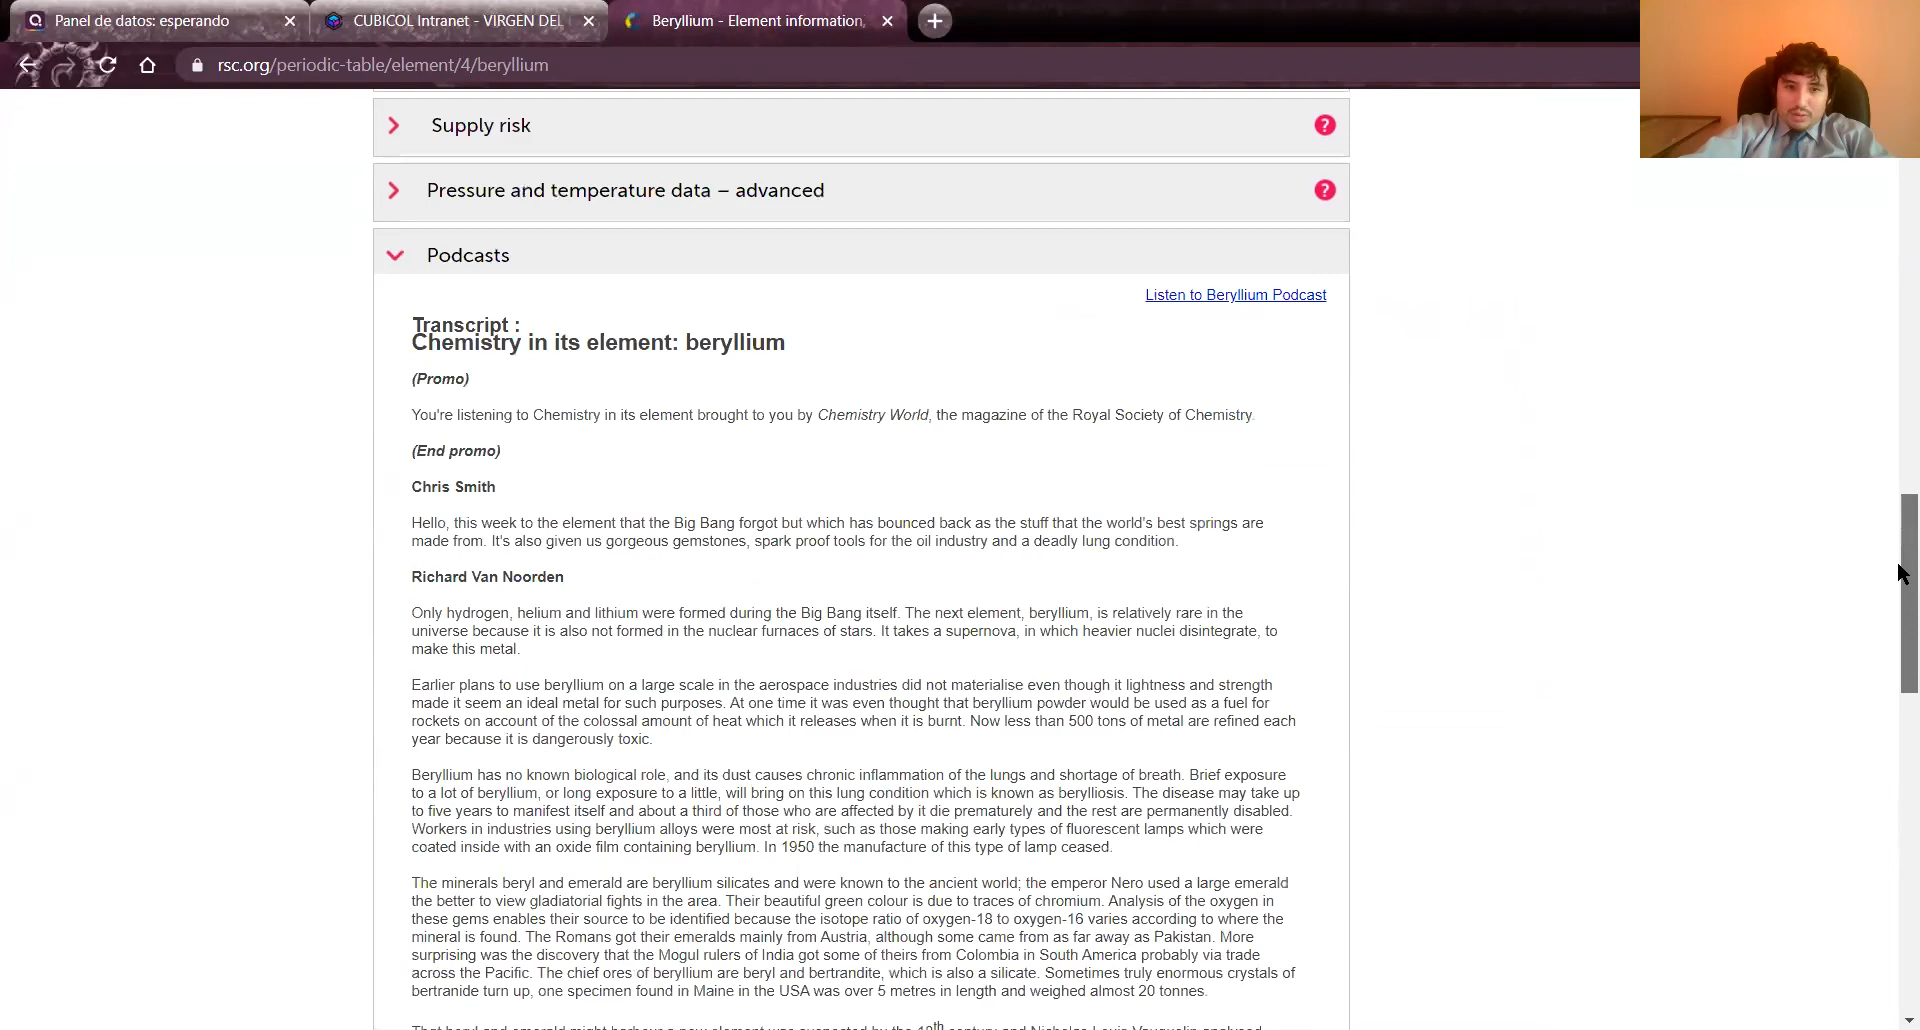 Panel de datos: esperando
CUBICOL Intranet - VIRGEN DEL
Beryllium - Element information,
rsc.org/periodic-table/element/4/beryllium
Supply risk
?
Pressure and temperature data – advanced
?
Podcasts
Listen to Beryllium Podcast
Transcript :
Chemistry in its element: beryllium
(Promo)
You're listening to Chemistry in its element brought to you by Chemistry World, the magazine of the Royal Society of Chemistry.
(End promo)
Chris Smith
Hello, this week to the element that the Big Bang forgot but which has bounced back as the stuff that the world's best springs are
made from. It's also given us gorgeous gemstones, spark proof tools for the oil industry and a deadly lung condition.
Richard Van Noorden
Only hydrogen, helium and lithium were formed during the Big Bang itself. The next element, beryllium, is relatively rare in the
universe because it is also not formed in the nuclear furnaces of stars. It takes a supernova, in which heavier nuclei disintegrate, to
make this metal.
Earlier plans to use beryllium on a large scale in the aerospace industries did not materialise even though it lightness and strength
made it seem an ideal metal for such purposes. At one time it was even thought that beryllium powder would be used as a fuel for
rockets on account of the colossal amount of heat which it releases when it is burnt. Now less than 500 tons of metal are refined each
year because it is dangerously toxic.
Beryllium has no known biological role, and its dust causes chronic inflammation of the lungs and shortage of breath. Brief exposure
to a lot of beryllium, or long exposure to a little, will bring on this lung condition which is known as berylliosis. The disease may take up
to five years to manifest itself and about a third of those who are affected by it die prematurely and the rest are permanently disabled.
Workers in industries using beryllium alloys were most at risk, such as those making early types of fluorescent lamps which were
coated inside with an oxide film containing beryllium. In 1950 the manufacture of this type of lamp ceased.
The minerals beryl and emerald are beryllium silicates and were known to the ancient world; the emperor Nero used a large emerald
the better to view gladiatorial fights in the area. Their beautiful green colour is due to traces of chromium. Analysis of the oxygen in
these gems enables their source to be identified because the isotope ratio of oxygen-18 to oxygen-16 varies according to where the
mineral is found. The Romans got their emeralds mainly from Austria, although some came from as far away as Pakistan. More
surprising was the discovery that the Mogul rulers of India got some of theirs from Colombia in South America probably via trade
across the Pacific. The chief ores of beryllium are beryl and bertrandite, which is also a silicate. Sometimes truly enormous crystals of
bertranide turn up, one specimen found in Maine in the USA was over 5 metres in length and weighed almost 20 tonnes.